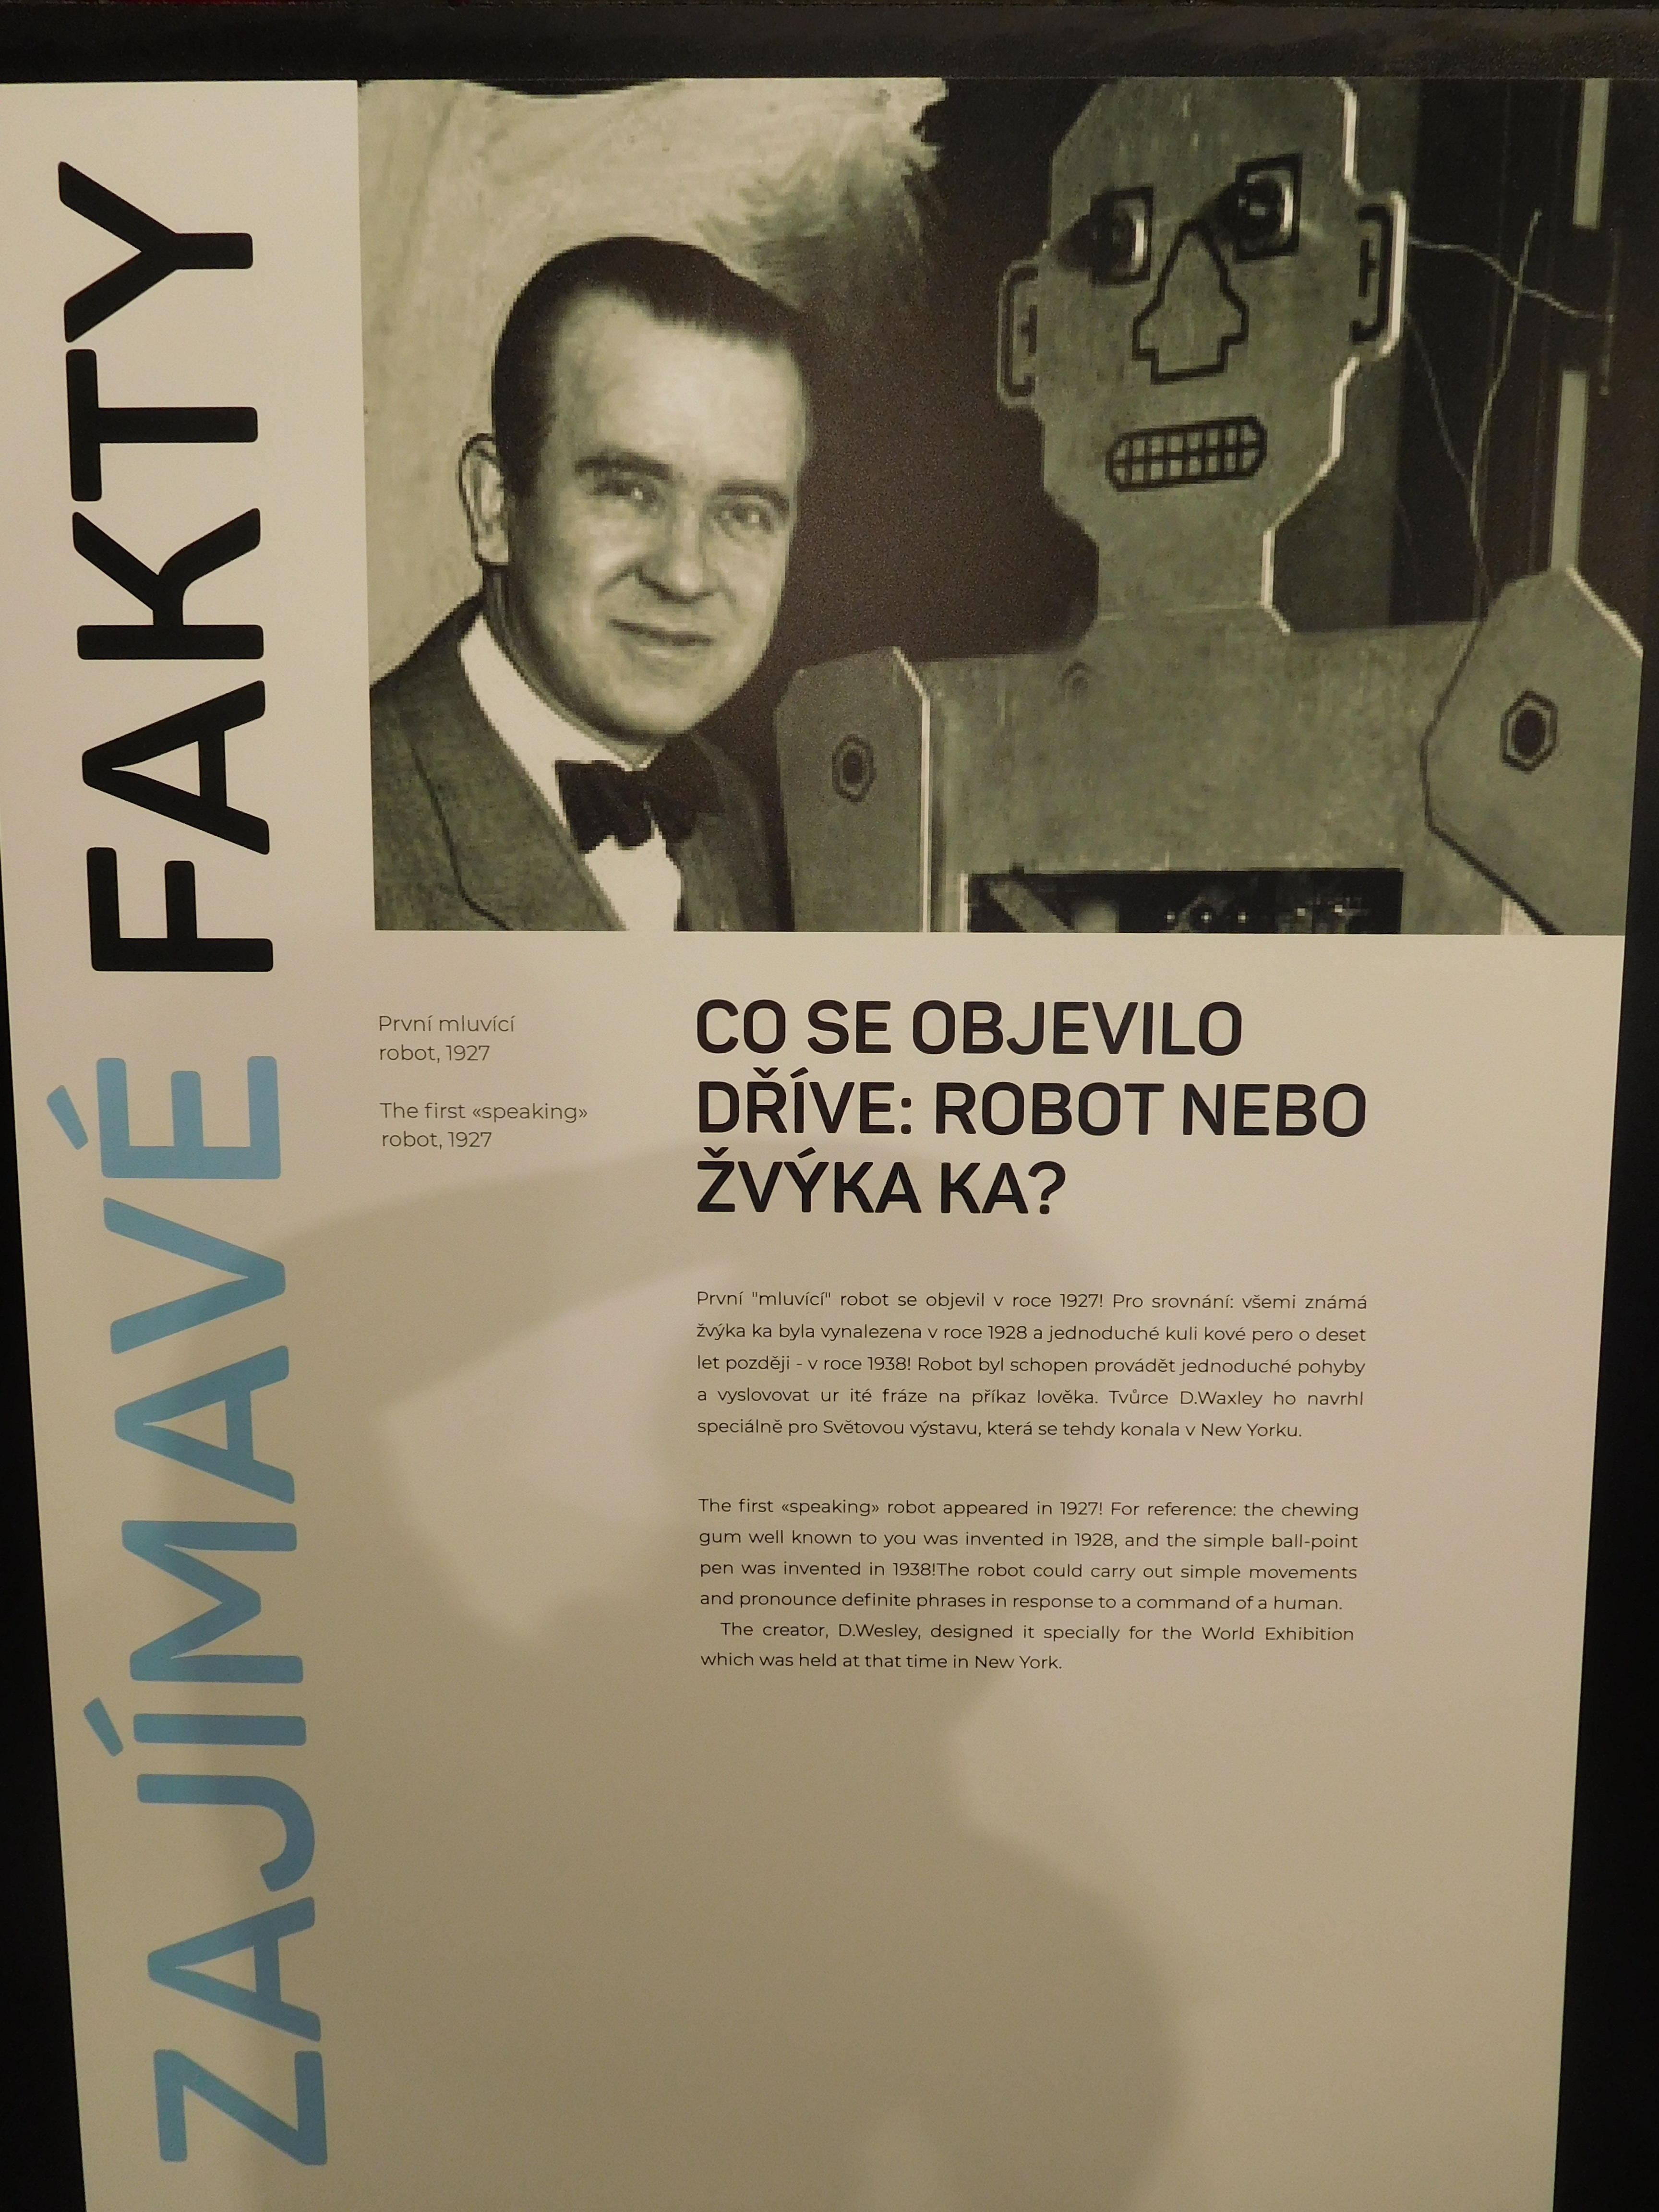 ZAJÍMAVÉ FAKTY
První mluvící
robot, 1927
The first «speaking»
robot, 1927
CO SE OBJEVILO
DŘÍVE: ROBOT NEBO
ŽVÝKA KA?
První "mluvící" robot se objevil v roce 1927! Pro srovnání: všemi známá
žvýka ka byla vynalezena v roce 1928 a jednoduché kuli kové pero o deset
let později - v roce 1938! Robot byl schopen provádět jednoduché pohyby
a vyslovovat ur ité fráze na příkaz lověka. Tvůrce D.Waxley ho navrhl
speciálně pro Světovou výstavu, která se tehdy konala v New Yorku.
The first «speaking» robot appeared in 1927! For reference: the chewing
gum well known to you was invented in 1928, and the simple ball-point
pen was invented in 1938!The robot could carry out simple movements
and pronounce definite phrases in response to a command of a human.
The creator, D.Wesley, designed it specially for the World Exhibition
which was held at that time in New York.